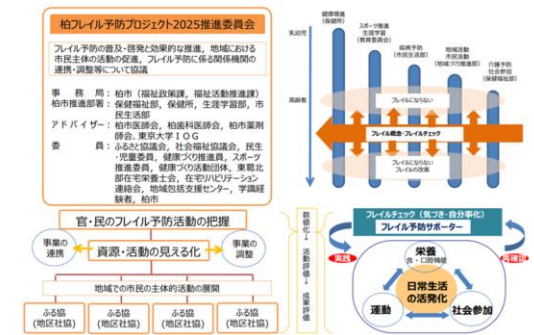 柏フレイル予防プロジェクト2025推進委員会
フレイル予防の普及・啓発と効果的な推進,地域における
市民主体の活動の促進,フレイル予防に係る関係機関の
連携・調整等について協議
事務局:柏市(福祉政策課,福祉活動推進課)
柏市推進部署:保健福祉部,保健所,生涯学習部,市
民生活部
アドバイザー:柏市医師会,柏歯科医師会,柏市薬剤
師会、東京大学IOG
委員:ふるさと協議会,社会福祉協議会,民生
・児童委員,健康づくり推進員,スポーツ
推進委員,健康づくり活動団体,東葛北
部在宅栄養士会,在宅リハビリテーション
連絡会,地域包括支援センター,学識経
験者,柏市
官・民のフレイル予防活動の把握
事業の
連携
資源・活動の見える化
事業の
調整
地域での市民の主体的活動の展開
ふる協
(地区社協)
ふる協
(地区社協)
ふる協
(地区社協)
ふる協
(地区社協)
数値化→活動評価→成果評価
乳幼児
高齢者
健康増進
(保健所)
スポーツ推進
生涯学習
(教育委員会)
疾病予防
(市民生活部)
地域活動
市民活動
(地域づくり推進部)
介護予防
社会参加
(保健福祉部)
フレイルにならない
フレイル概念・フレイルチェック
フレイルにならない
フレイルの改善
フレイルチェック(気づき・自分事化)
フレイル予防サポーター
実践
再確認
栄養
食・口腔機能
日常生活
の活発化
運動
社会参加